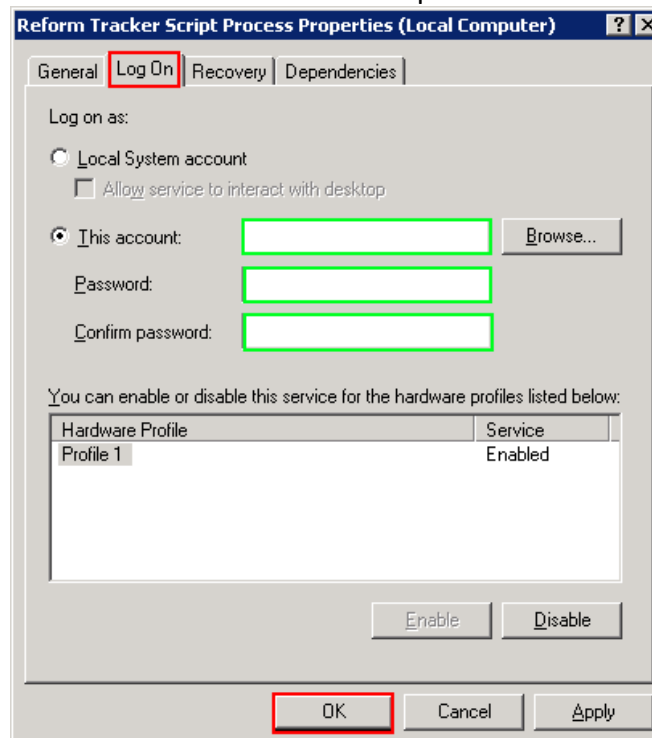 Reform Tracker Script Process Properties (Local Computer) ? X
General Log On Recovery Dependencies
Log on as:
Local System account
Allow service to interact with desktop
This account: Browse...
Password:
Confirm password:
You can enable or disable this service for the hardware profiles listed below:
Hardware Profile Service
Profile 1 Enabled
Enable Disable
OK Cancel Apply